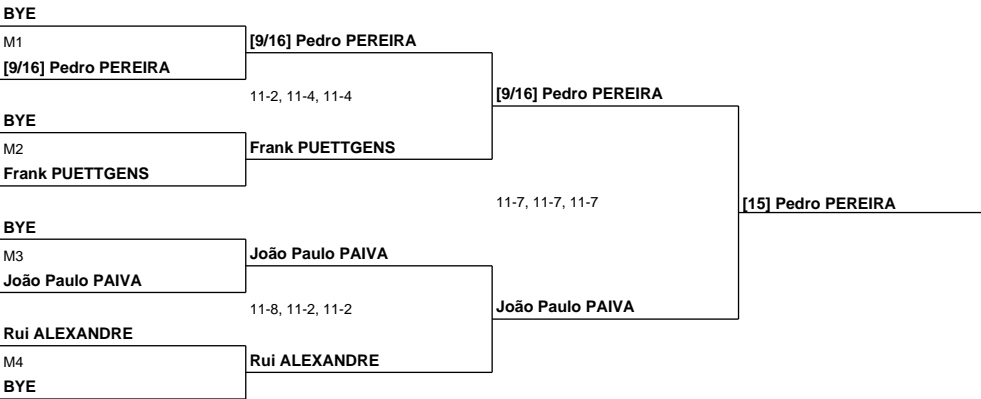 BYE
M1
[9/16] Pedro PEREIRA
[9/16] Pedro PEREIRA
11-2, 11-4, 11-4
[9/16] Pedro PEREIRA
BYE
M2
Frank PUETTGENS
Frank PUETTGENS
11-7, 11-7, 11-7
[15] Pedro PEREIRA
BYE
M3
João Paulo PAIVA
João Paulo PAIVA
11-8, 11-2, 11-2
João Paulo PAIVA
Rui ALEXANDRE
M4
BYE
Rui ALEXANDRE